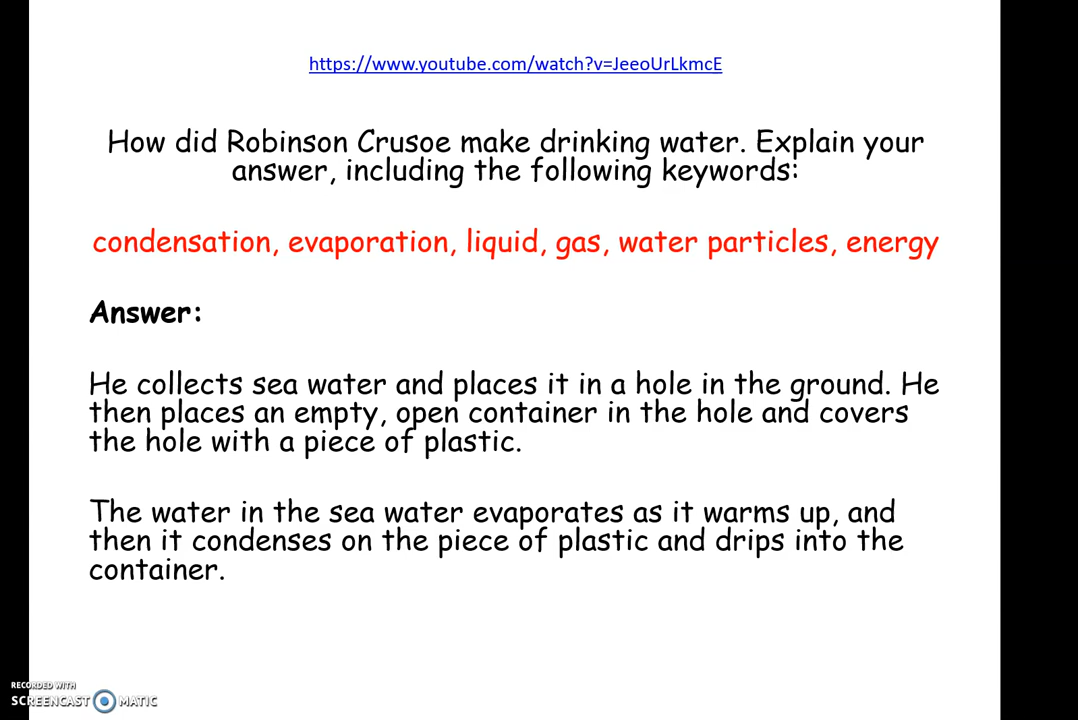 https://www.youtube.com/watch?v=JeeoUrLkmcE
How did Robinson Crusoe make drinking water. Explain your
answer, including the following keywords:
condensation, evaporation, liquid, gas, water particles, energy
Answer:
He collects sea water and places it in a hole in the ground. He
then places an empty, open container in the hole and covers
the hole with a piece of plastic.
The water in the sea water evaporates as it warms up, and
then it condenses on the piece of plastic and drips into the
container.
RECORDED WITH
SCREENCAST MATIC